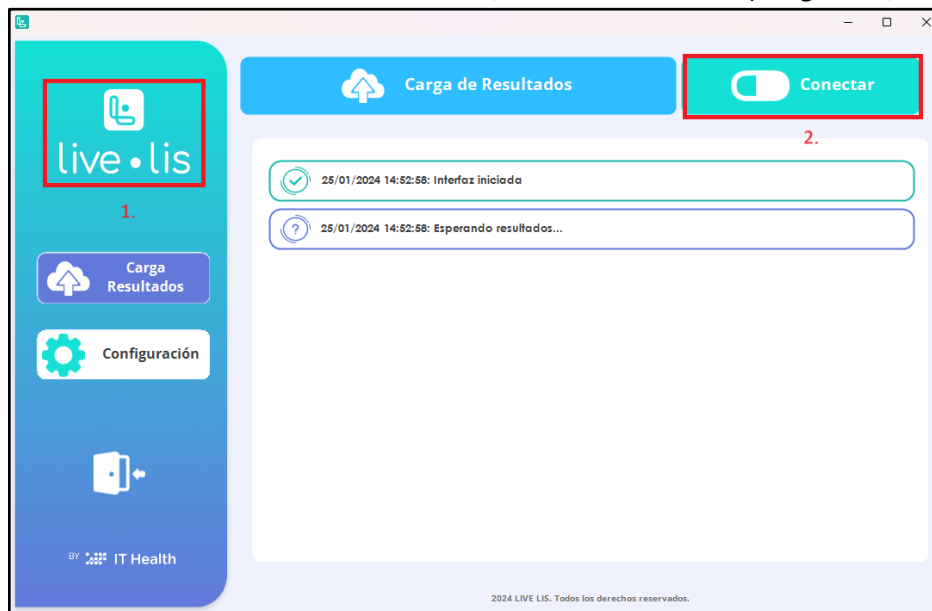 live•lis
1.
Carga
Resultados
Configuración
BY IT Health
Carga de Resultados
Conectar
2.
25/01/2024 14:52:58: Interfaz iniciada
25/01/2024 14:52:58: Esperando resultados...
2024 LIVE LIS. Todos los derechos reservados.